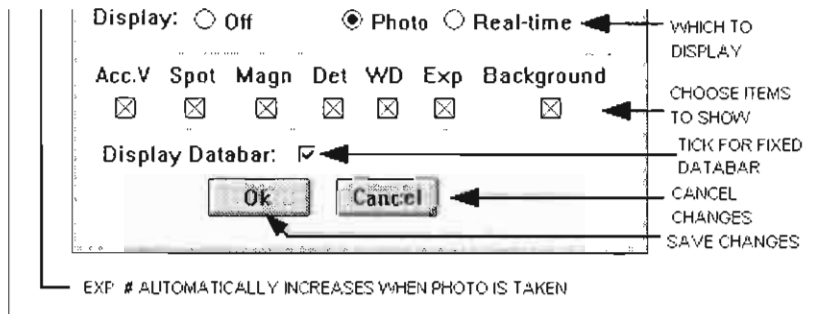 Display: Off Photo Real-time
WHICH TO
DISPLAY
Acc.V Spot Magn Det WD Exp Background
CHOOSE ITEMS
TO SHOW
Display Databar:
TICK FOR FIXED
DATABAR
Ok Cancel
CANCEL
CHANGES
SAVE CHANGES
EXP # AUTOMATICALLY INCREASES WHEN PHOTO IS TAKEN